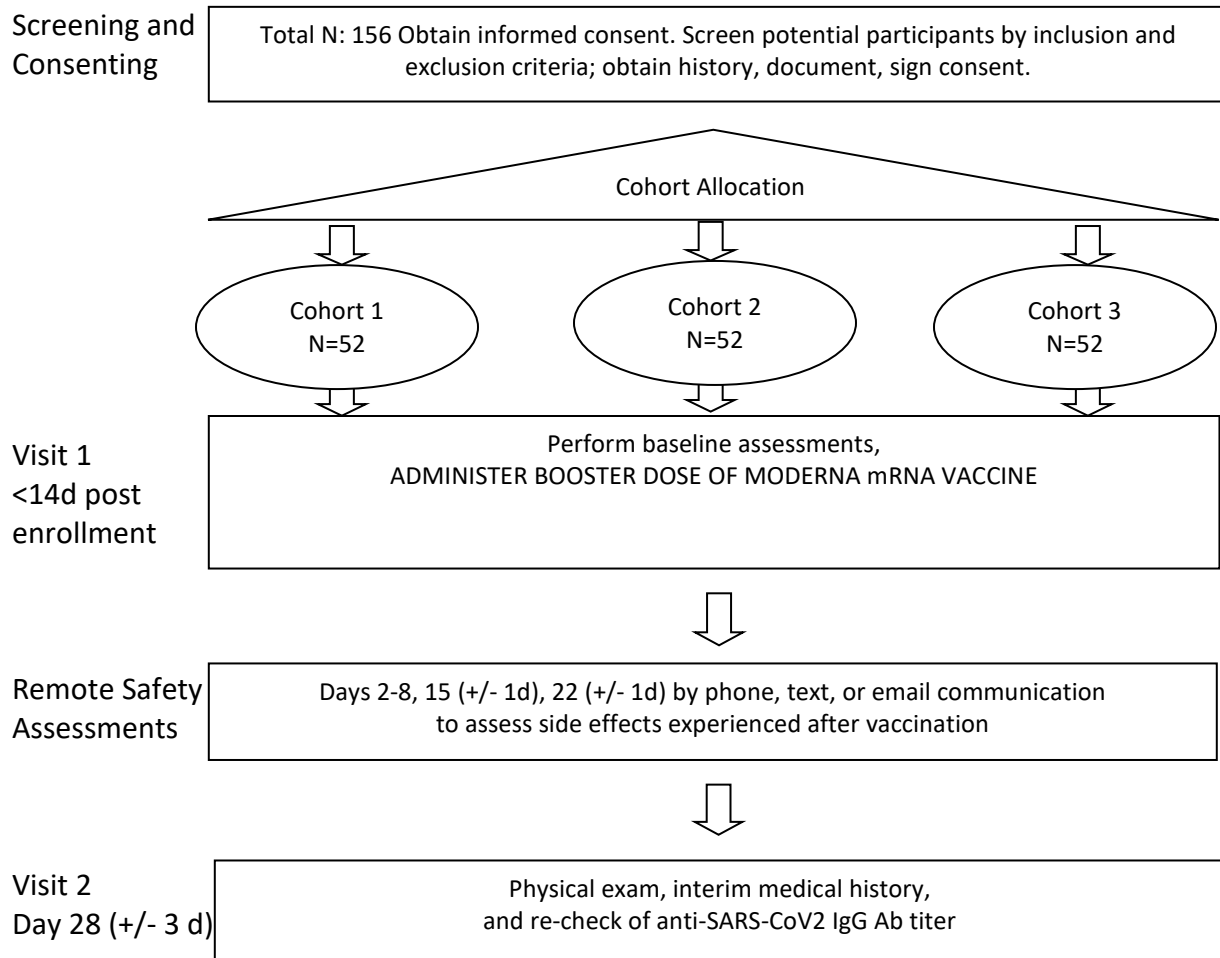 Screening and
Consenting
Total N: 156 Obtain informed consent. Screen potential participants by inclusion and
exclusion criteria; obtain history, document, sign consent.
Cohort Allocation
Cohort 1
N=52
Cohort 2
N=52
Cohort 3
N=52
Visit 1
<14d post
enrollment
Perform baseline assessments,
ADMINISTER BOOSTER DOSE OF MODERNA mRNA VACCINE
Remote Safety
Assessments
Days 2-8, 15 (+/- 1d), 22 (+/- 1d) by phone, text, or email communication
to assess side effects experienced after vaccination
Visit 2
Day 28 (+/- 3 d)
Physical exam, interim medical history,
and re-check of anti-SARS-CoV2 IgG Ab titer